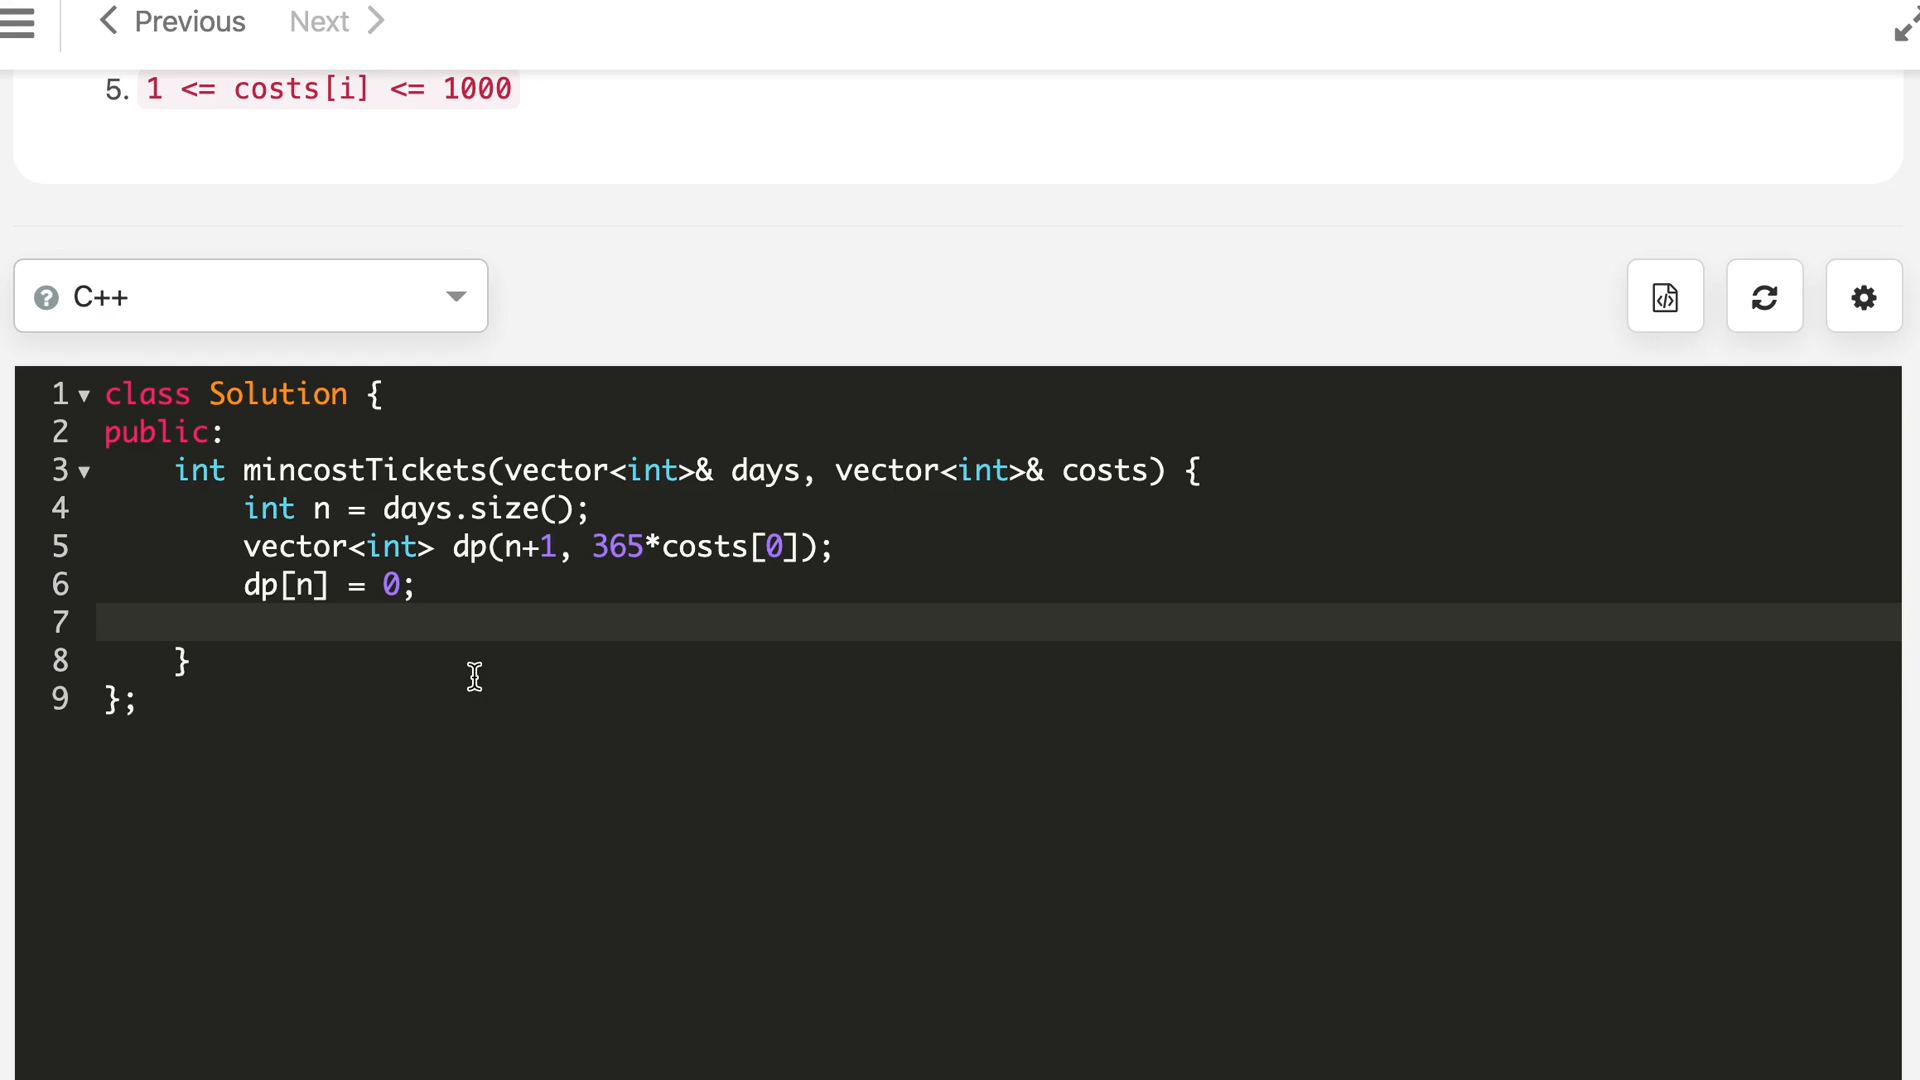 Previous Next
5. 1 <= costs[i] <= 1000
? C++
1 class Solution {
2 public:
3 int mincostTickets(vector<int>& days, vector<int>& costs) {
4 int n = days.size();
5 vector<int> dp(n+1, 365*costs[0]);
6 dp[n] = 0;
7
8 }
9 };